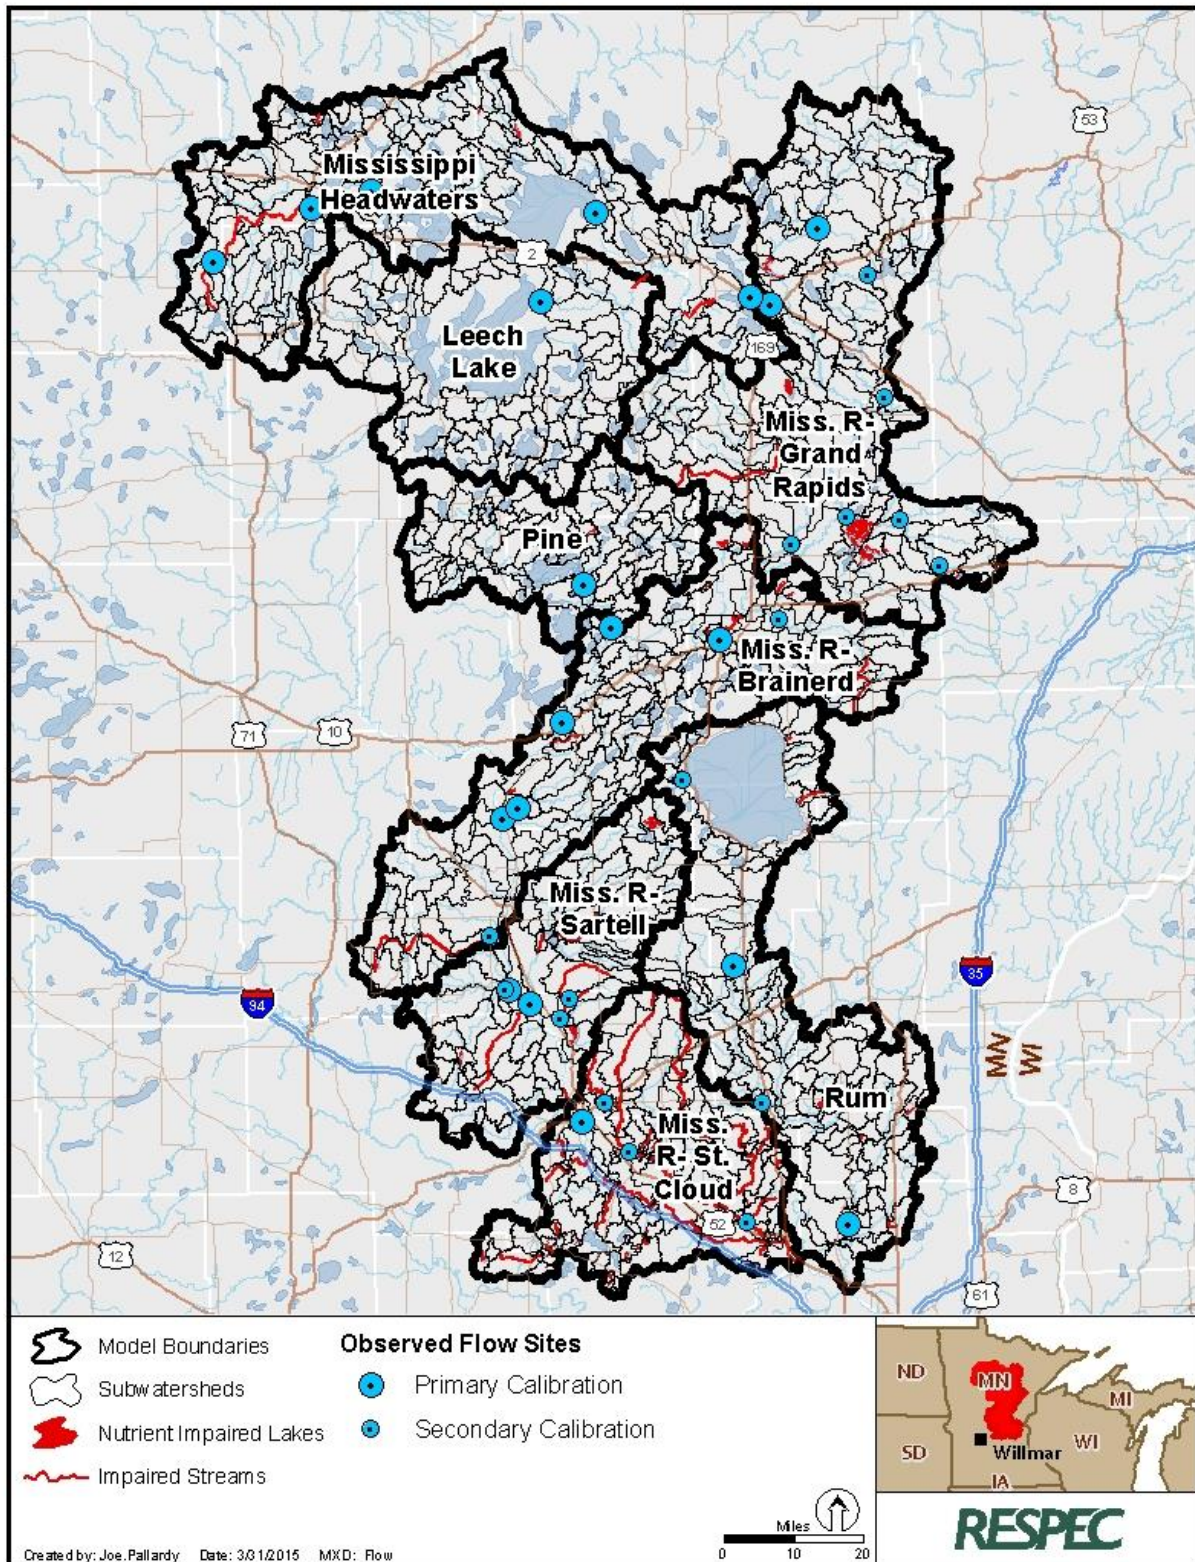 53
Mississippi
Headwaters
2
Leech
Lake
169
Miss. R-
Grand
Rapids
Pine
Miss. R-
Brainerd
71
10
Miss. R-
Sartell
35
94
MN
WI
Rum
Miss.
R- St.
Cloud
8
52
12
61
Model Boundaries
Subwatersheds
Nutrient Impaired Lakes
Impaired Streams
Observed Flow Sites
Primary Calibration
Secondary Calibration
Miles
0 10 20
Created by: Joe.Pallardy Date: 3/31/2015 MXD: Flow
ND
MN
SD
WI
MI
Willmar
IA
RESPEC